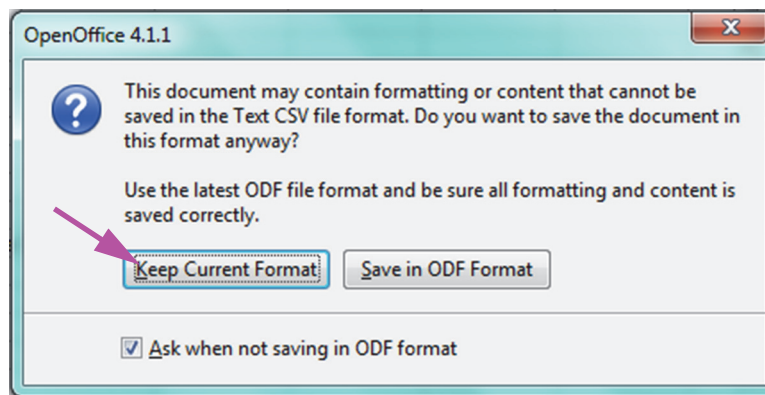 OpenOffice 4.1.1
This document may contain formatting or content that cannot be
saved in the Text CSV file format. Do you want to save the document in
this format anyway?
Use the latest ODF file format and be sure all formatting and content is
saved correctly.
Keep Current Format Save in ODF Format
Ask when not saving in ODF format